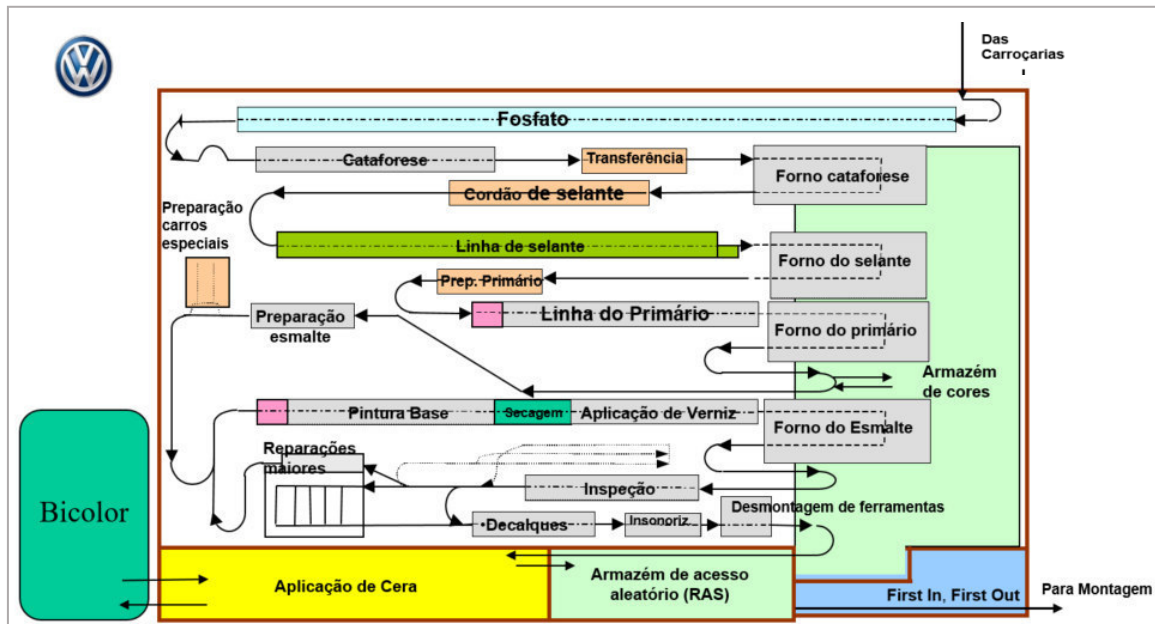 Das
Carroçarias
Fosfato
Cataforese
Transferência
Forno cataforese
Cordão de selante
Preparação
carros
especiais
Linha de selante
Forno do selante
Prep. Primário
Linha do Primário
Preparação
esmalte
Forno do primário
Armazém
de cores
Pintura Base
Secagem
Aplicação de Verniz
Forno do Esmalte
Reparações
maiores
Inspeção
Bicolor
•Decalques
Insonoriz.
Desmontagem de ferramentas
Aplicação de Cera
Armazém de acesso
aleatório (RAS)
First In, First Out
Para Montagem